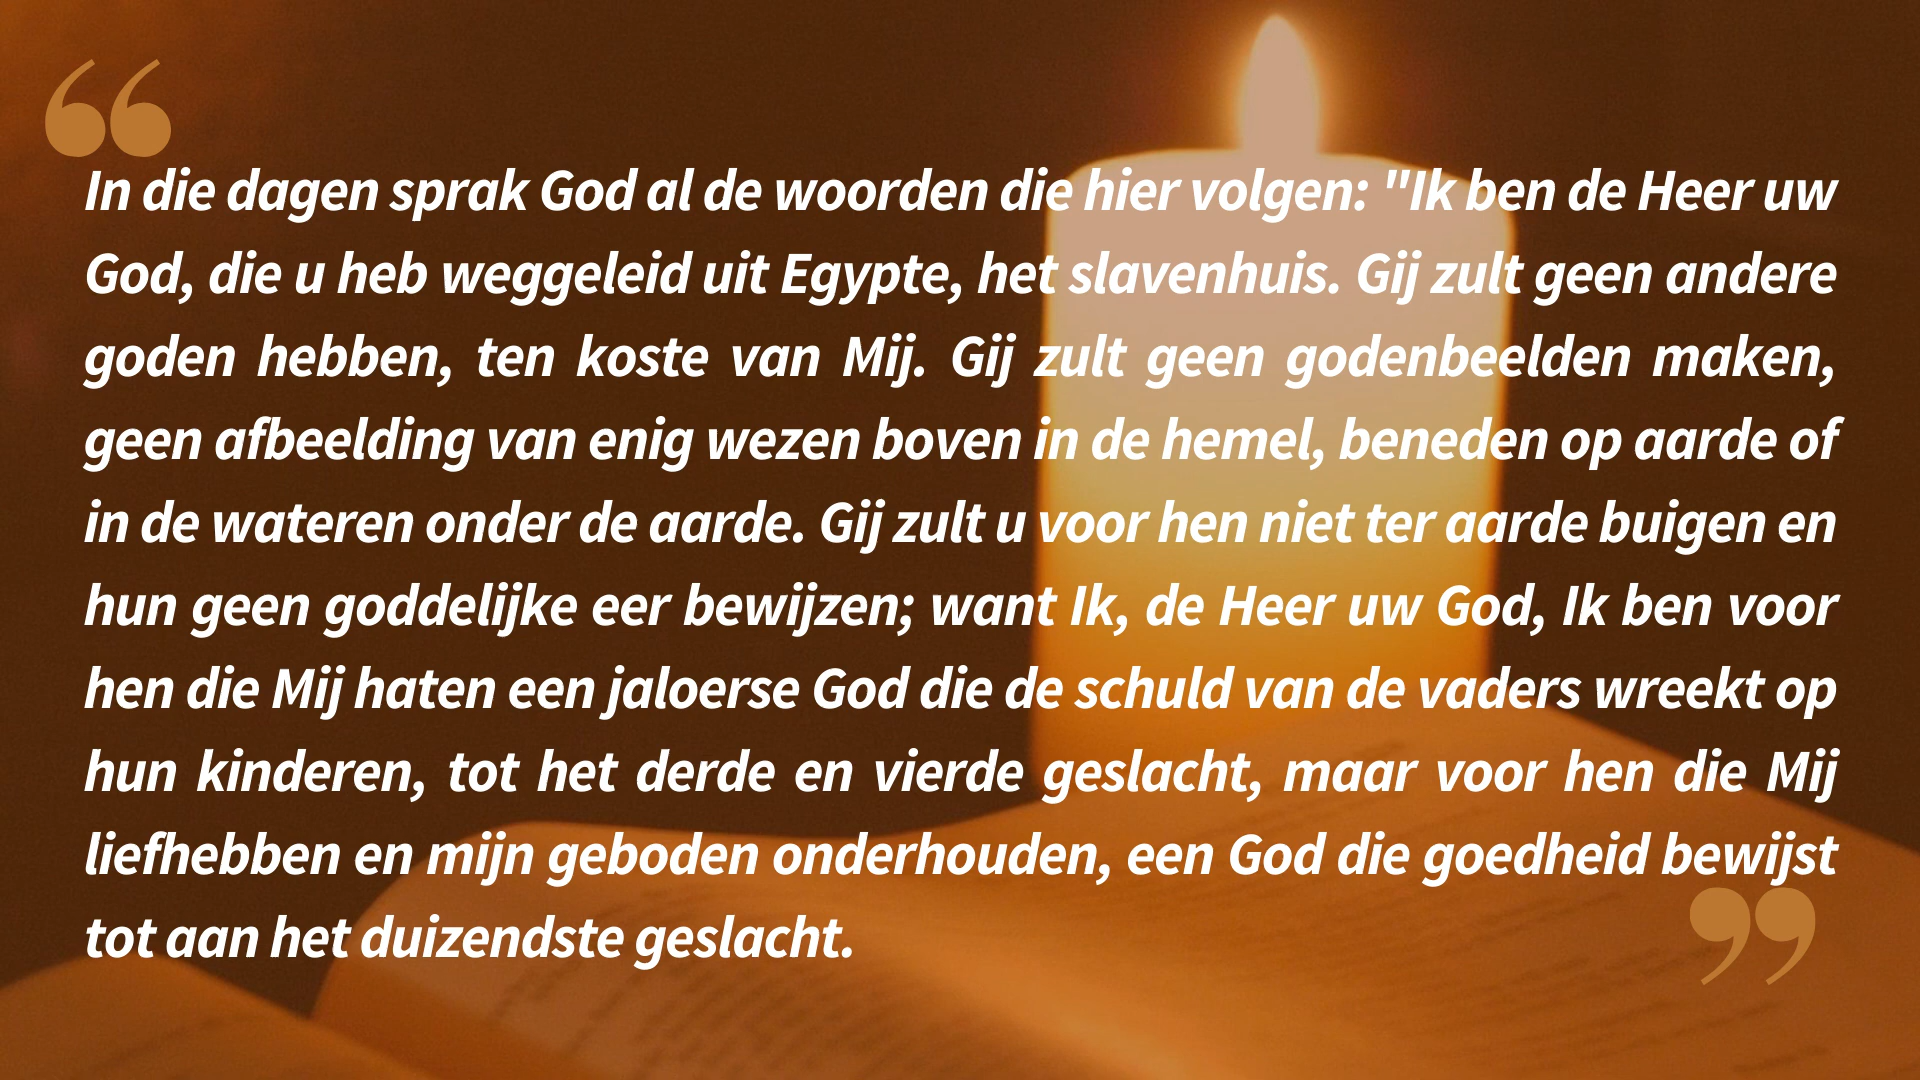 In die dagen sprak God al de woorden die hier volgen: "Ik ben de Heer uw
God, die u heb weggeleid uit Egypte, het slavenhuis. Gij zult geen andere
goden hebben, ten koste van Mij. Gij zult geen godenbeelden maken,
geen afbeelding van enig wezen boven in de hemel, beneden op aarde of
in de wateren onder de aarde. Gij zult u voor hen niet ter aarde buigen en
hun geen goddelijke eer bewijzen; want Ik, de Heer uw God, Ik ben voor
hen die Mij haten een jaloerse God die de schuld van de vaders wreekt op
hun kinderen, tot het derde en vierde geslacht, maar voor hen die Mij
liefhebben en mijn geboden onderhouden, een God die goedheid bewijst
tot aan het duizendste geslacht.